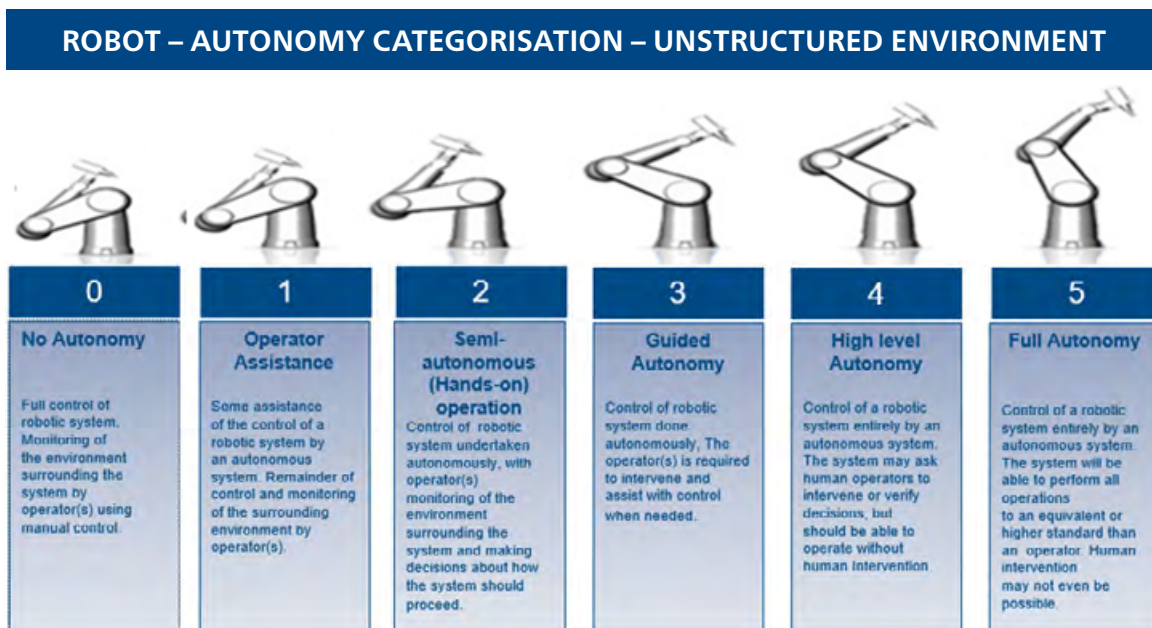 ROBOT – AUTONOMY CATEGORISATION – UNSTRUCTURED ENVIRONMENT
0
No Autonomy
Full control of
robotic system.
Monitoring of
the environment
surrounding the
system by
operator(s) using
manual control.
1
Operator
Assistance
Some assistance
of the control of a
robotic system by
an autonomous
system. Remainder of
control and monitoring
of the surrounding
environment by
operator(s).
2
Semi-
autonomous
(Hands-on)
operation
Control of robotic
system undertaken
autonomously, with
operator(s)
monitoring of the
environment
surrounding the
system and making
decisions about how
the system should
proceed.
3
Guided
Autonomy
Control of robotic
system done
autonomously, The
operator(s) is required
to intervene and
assist with control
when needed.
4
High level
Autonomy
Control of a robotic
system entirely by an
autonomous system.
The system may ask
human operators to
intervene or verify
decisions, but
should be able to
operate without
human Intervention
5
Full Autonomy
Control of a robotic
system entirely by an
autonomous system.
The system will be
able to perform all
operations
to an equivalent or
higher standard than
an operator. Human
intervention
may not even be
possible.